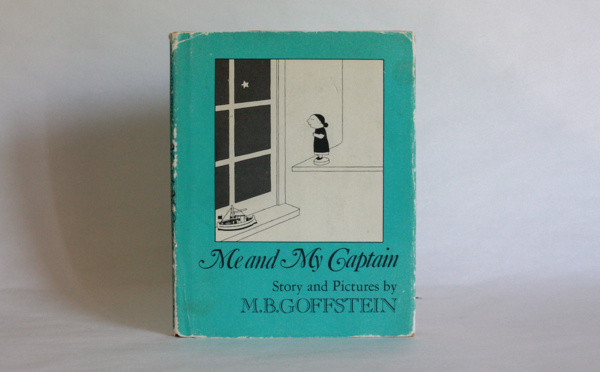 Me and My Captain
Story and Pictures by
M.B.GOFFSTEIN